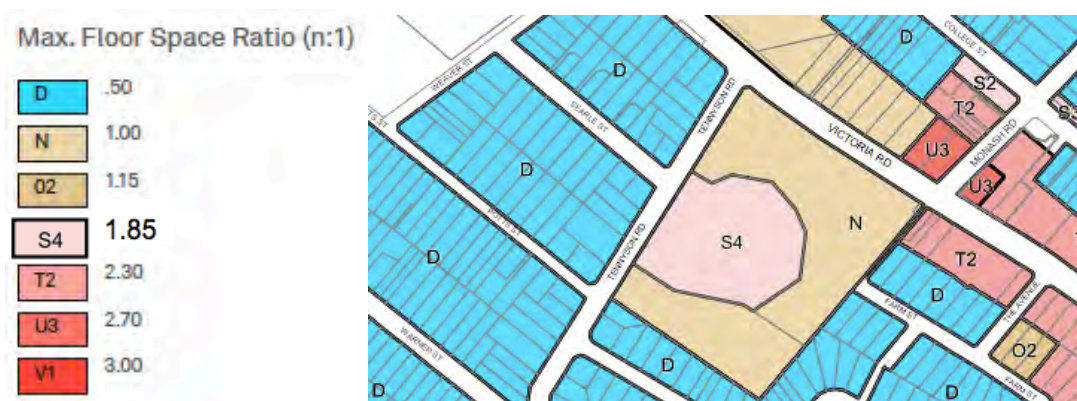 Max. Floor Space Ratio (n:1)
D .50
N 1.00
O2 1.15
S4 1.85
T2 2.30
U3 2.70
V1 3.00
D
COLLEGE ST
S2
WEAVER ST
D
TENNYSON RD
T2
SEARLE ST
VICTORIA RD
U3
MONASH RD
D
U3
POTTS ST
S4
N
T2
D
TENNYSON RD
D
FARM ST
THE AVENUE
WARNER ST
O2
D
D
D
FARM ST